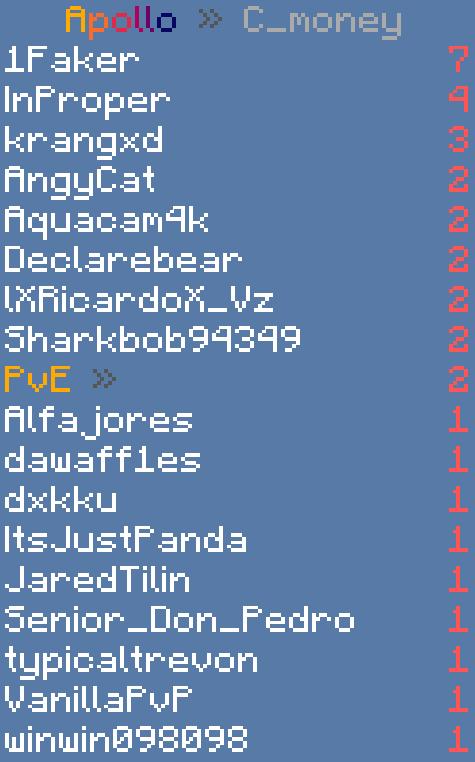 Apollo » C_money
1Faker 7
InProper 4
krangxd 3
AngyCat 2
Aquacam4k 2
Declarebear 2
lXRicardoX_Vz 2
Sharkbob94349 2
PvE » 2
Alfajores 1
dawaff1es 1
dxkku 1
ItsJustPanda 1
JaredTilin 1
Senior_Don_Pedro 1
typicaltrevon 1
VanillaPvP 1
winwin098098 1